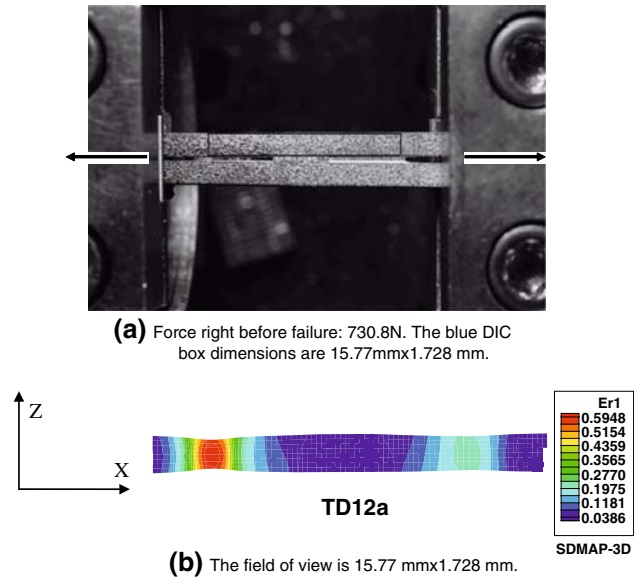 (a) Force right before failure: 730.8N. The blue DIC
box dimensions are 15.77mmx1.728 mm.
Z
X
TD12a
Er1
0.5948
0.5154
0.4359
0.3565
0.2770
0.1975
0.1181
0.0386
SDMAP-3D
(b) The field of view is 15.77 mmx1.728 mm.